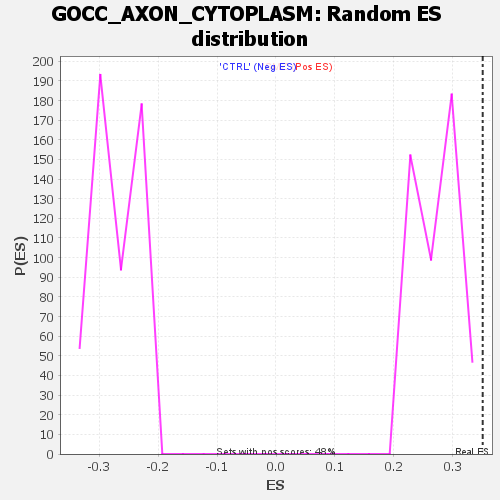 GOCC_AXON_CYTOPLASM: Random ES
distribution
'CTRL' (Neg ES) Pos ES)
200
190
180
170
160
150
140
130
120
110
100
90
80
70
60
50
40
30
20
10
0
P(ES)
Sets with pos scores: 48%
Real ES
-0.3 -0.2 -0.1 0.0 0.1 0.2 0.3
ES